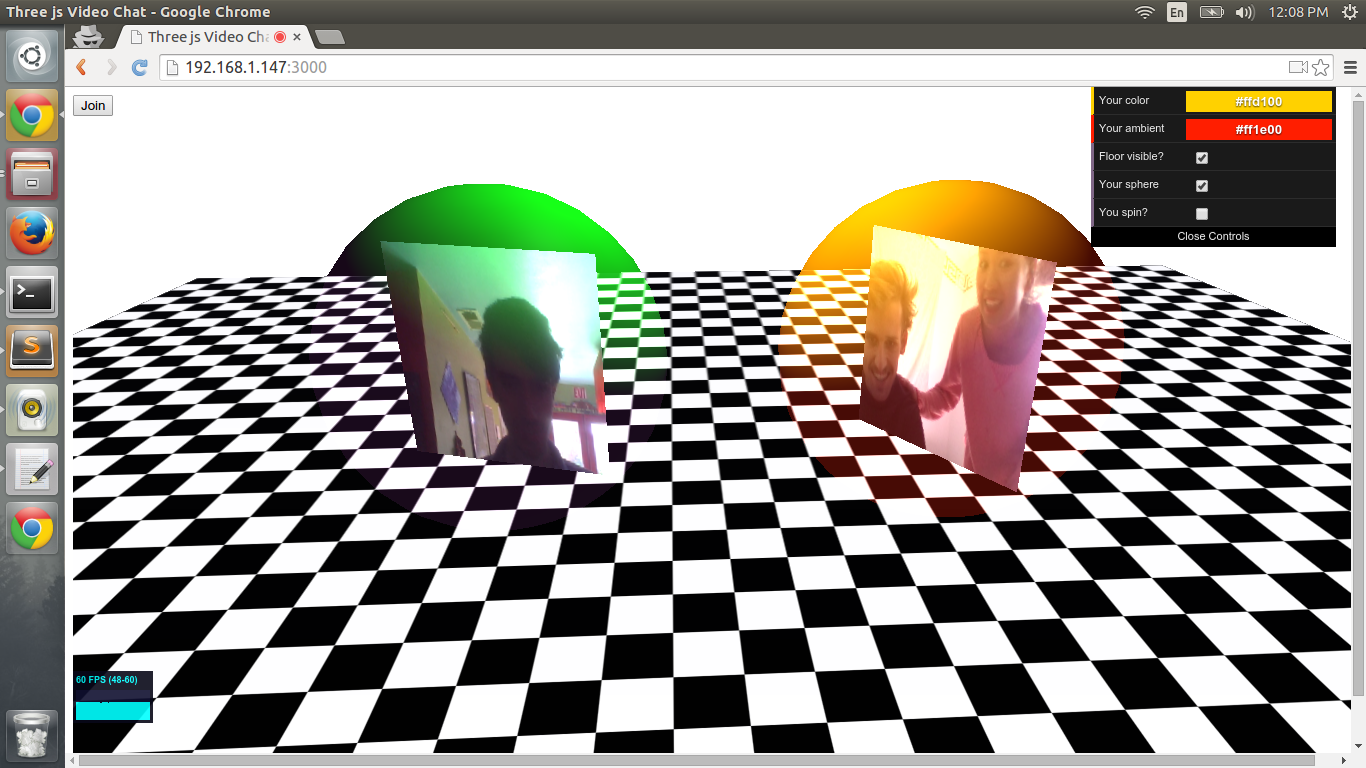 Three js Video Chat - Google Chrome
En
12:08 PM
Three js Video Cha
192.168.1.147:3000
Join
Your color
#ffd100
Your ambient
#ff1e00
Floor visible?
Your sphere
You spin?
Close Controls
60 FPS (48-60)